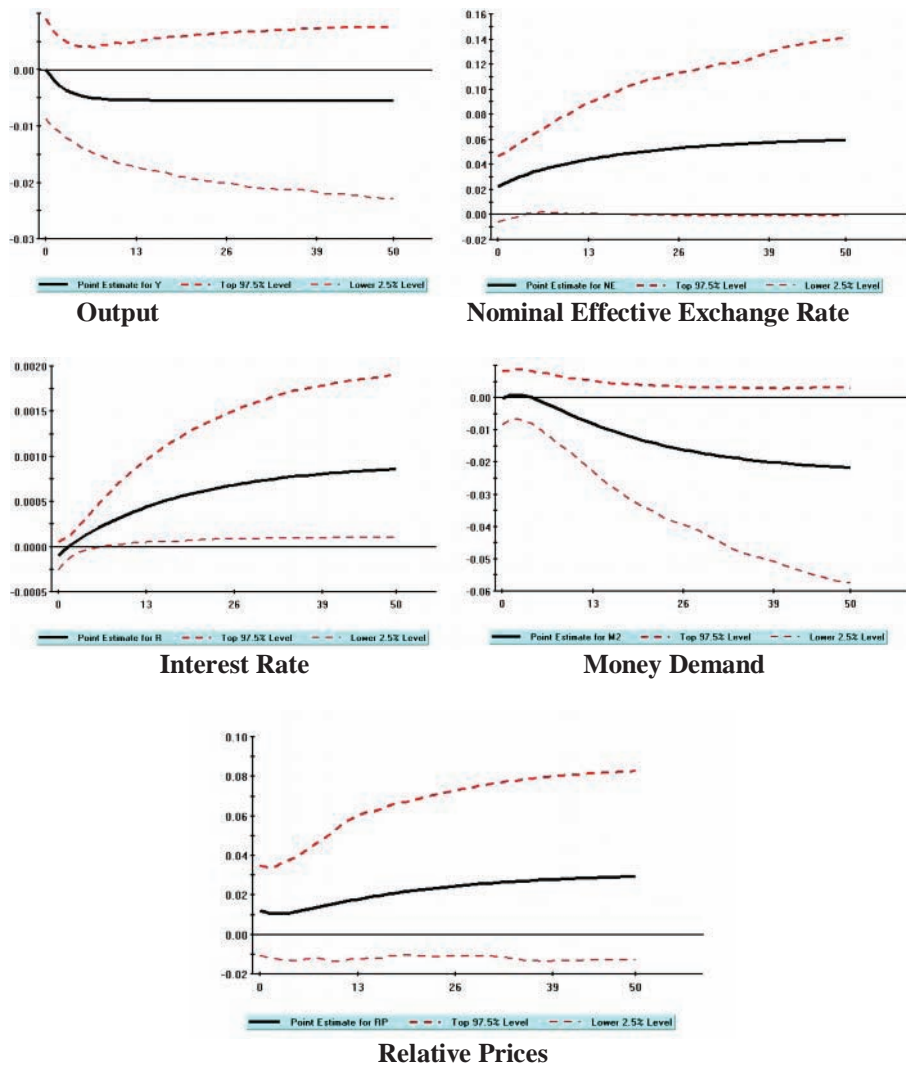 0.00
-0.01
-0.02
-0.03
0 13 26 39 50
Point Estimate for Y Top 97.5% Level Lower 2.5% Level
Output
0.16
0.14
0.12
0.10
0.08
0.06
0.04
0.02
0.00
-0.02
0 13 26 39 50
Point Estimate for NE Top 97.5% Level Lower 2.5% Level
Nominal Effective Exchange Rate
0.0020
0.0015
0.0010
0.0005
0.0000
-0.0005
0 13 26 39 50
Point Estimate for R Top 97.5% Level Lower 2.5% Level
Interest Rate
0.00
-0.01
-0.02
-0.03
-0.04
-0.05
-0.06
0 13 26 39 50
Point Estimate for M2 Top 97.5% Level Lower 2.5% Level
Money Demand
0.10
0.08
0.06
0.04
0.02
0.00
-0.02
0 13 26 39 50
Point Estimate for RP Top 97.5% Level Lower 2.5% Level
Relative Prices